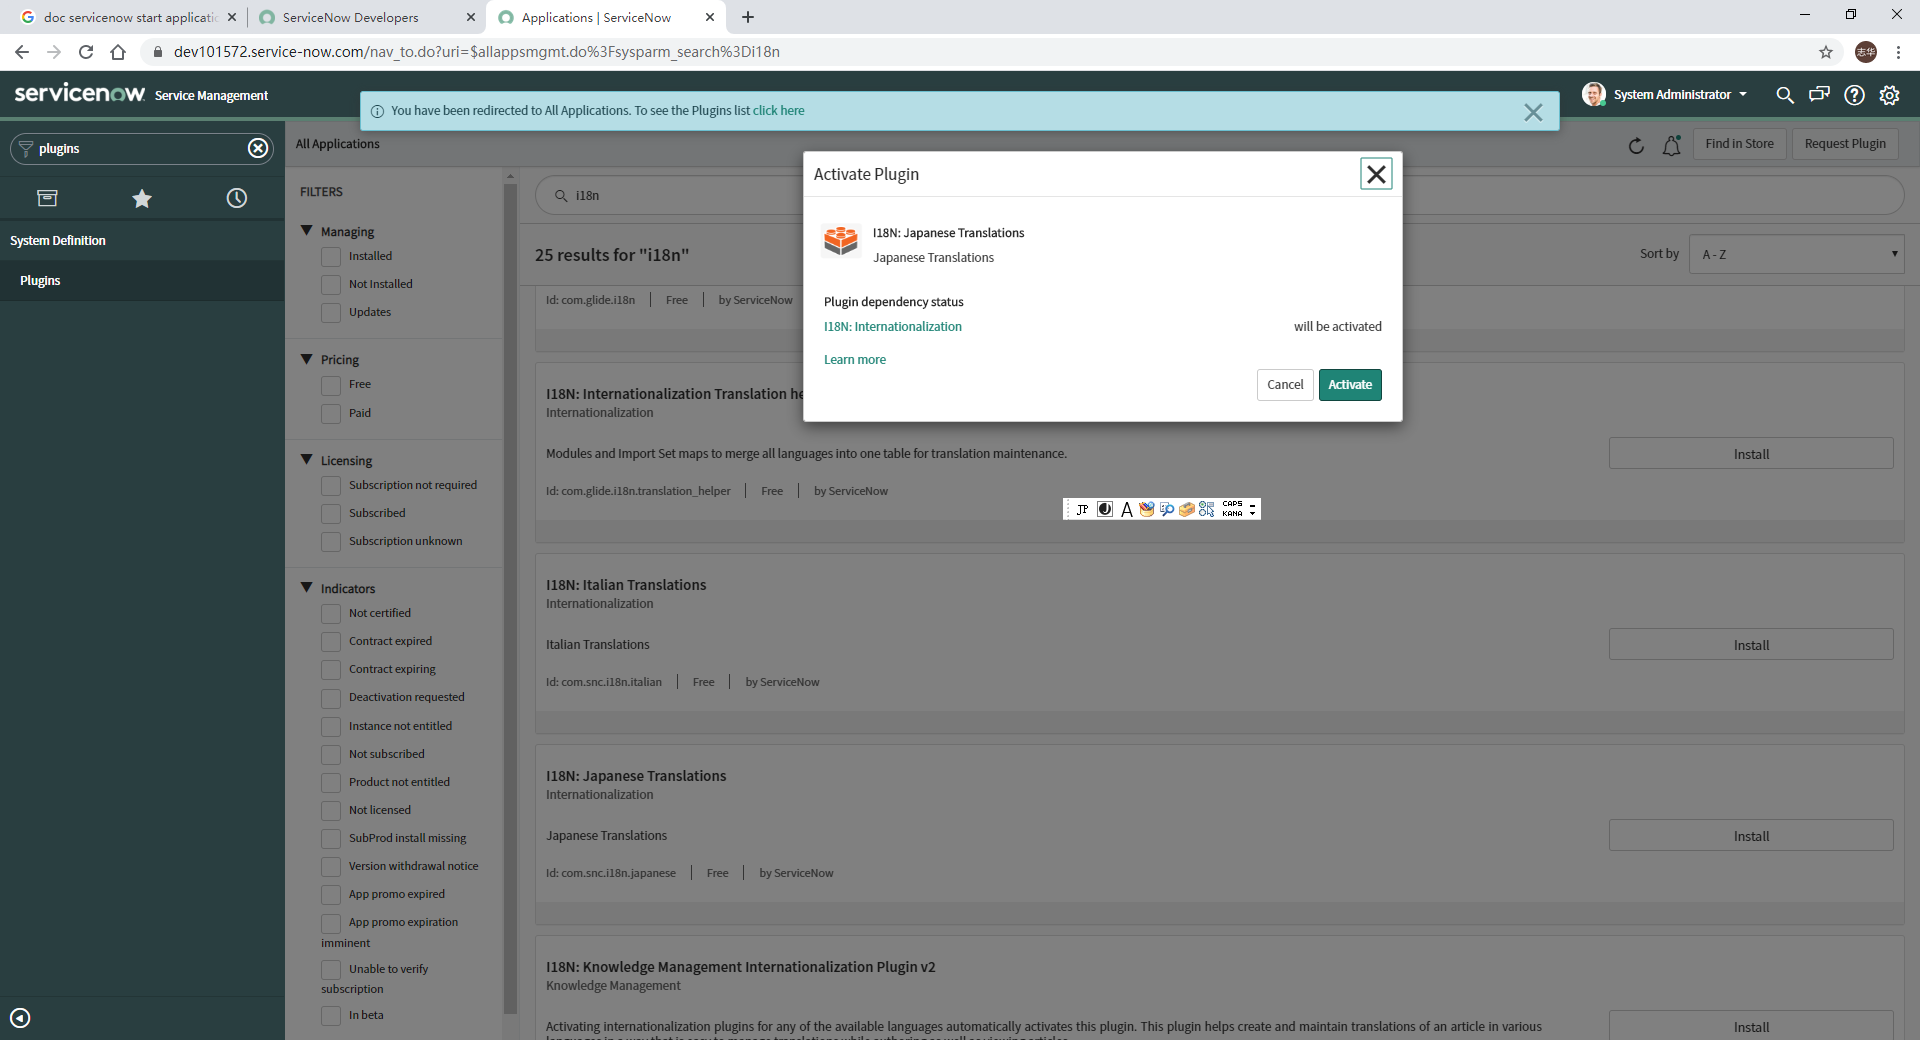 doc servicenow start applicatic
ServiceNow Developers
Applications | ServiceNow
dev101572.service-now.com/nav_to.do?uri=$allappsmgmt.do%3Fsysparm_search%3Di18n
志华
servicenow Service Management
You have been redirected to All Applications. To see the Plugins list click here
System Administrator
plugins
System Definition
Plugins
All Applications
Find in Store
Request Plugin
FILTERS
Managing
Installed
Not Installed
Updates
Pricing
Free
Paid
Licensing
Subscription not required
Subscribed
Subscription unknown
Indicators
Not certified
Contract expired
Contract expiring
Deactivation requested
Instance not entitled
Not subscribed
Product not entitled
Not licensed
SubProd install missing
Version withdrawal notice
App promo expired
App promo expiration
imminent
Unable to verify
subscription
In beta
i18n
25 results for "i18n"
Sort by
A - Z
Id: com.glide.i18n Free by ServiceNow
Activate Plugin
I18N: Japanese Translations
Japanese Translations
Plugin dependency status
I18N: Internationalization will be activated
Learn more
Cancel
Activate
I18N: Internationalization Translation he
Internationalization
Modules and Import Set maps to merge all languages into one table for translation maintenance.
Install
Id: com.glide.i18n.translation_helper Free by ServiceNow
JP A CAPS
KANA
I18N: Italian Translations
Internationalization
Italian Translations
Install
Id: com.snc.i18n.italian Free by ServiceNow
I18N: Japanese Translations
Internationalization
Japanese Translations
Install
Id: com.snc.i18n.japanese Free by ServiceNow
I18N: Knowledge Management Internationalization Plugin v2
Knowledge Management
Activating internationalization plugins for any of the available languages automatically activates this plugin. This plugin helps create and maintain translations of an article in various
Install